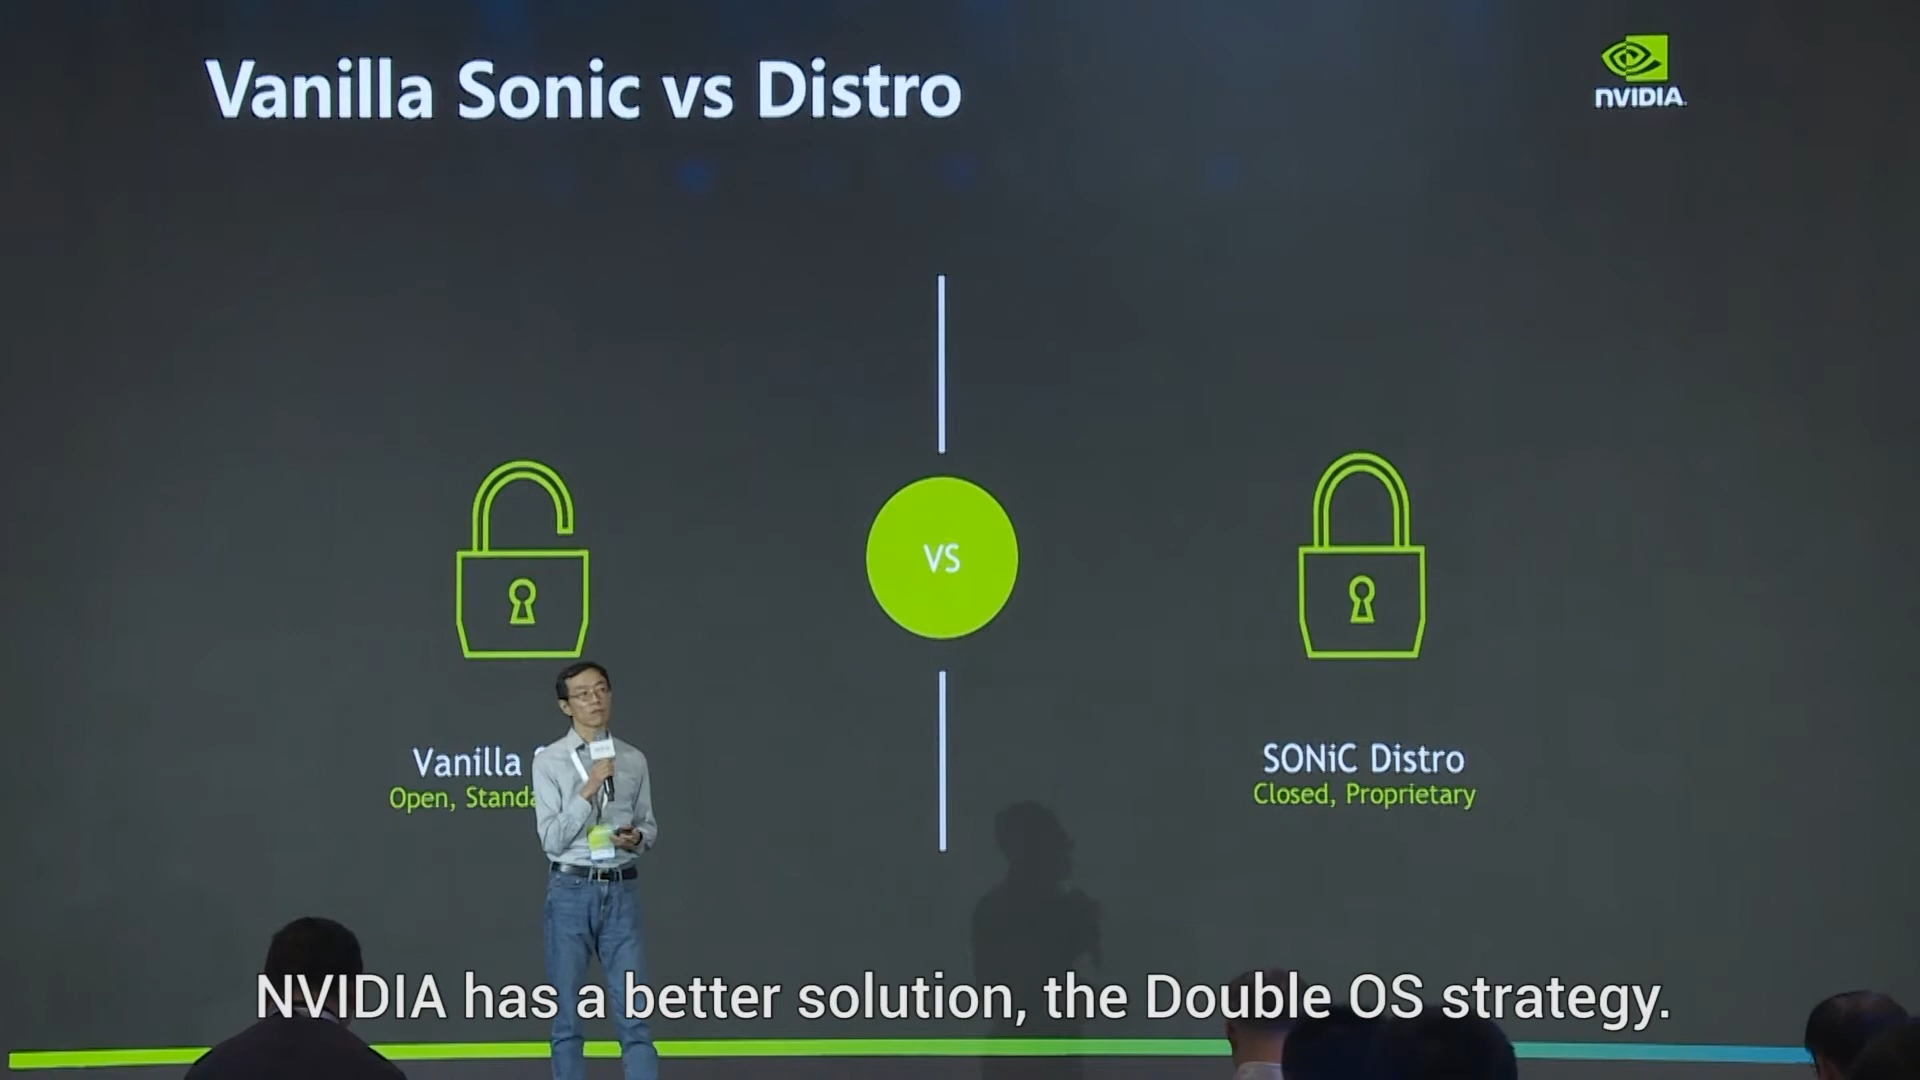 Vanilla Sonic vs Distro
NVIDIA
VS
Vanilla
Open,
SONiC Distro
Closed, Proprietary
NVIDIA has a better solution, the Double OS strategy.